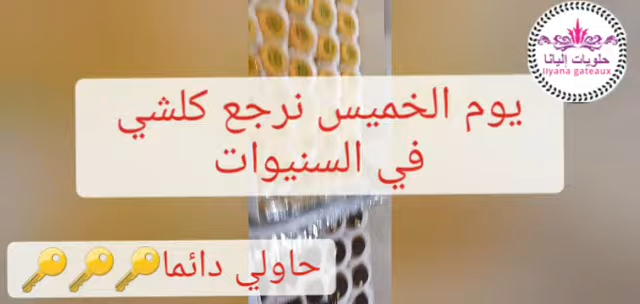 حلويات إليانا
ilyana gateaux
يوم الخميس نرجع كلشي
في السنيوات
حاولي دائما🔑🔑🔑